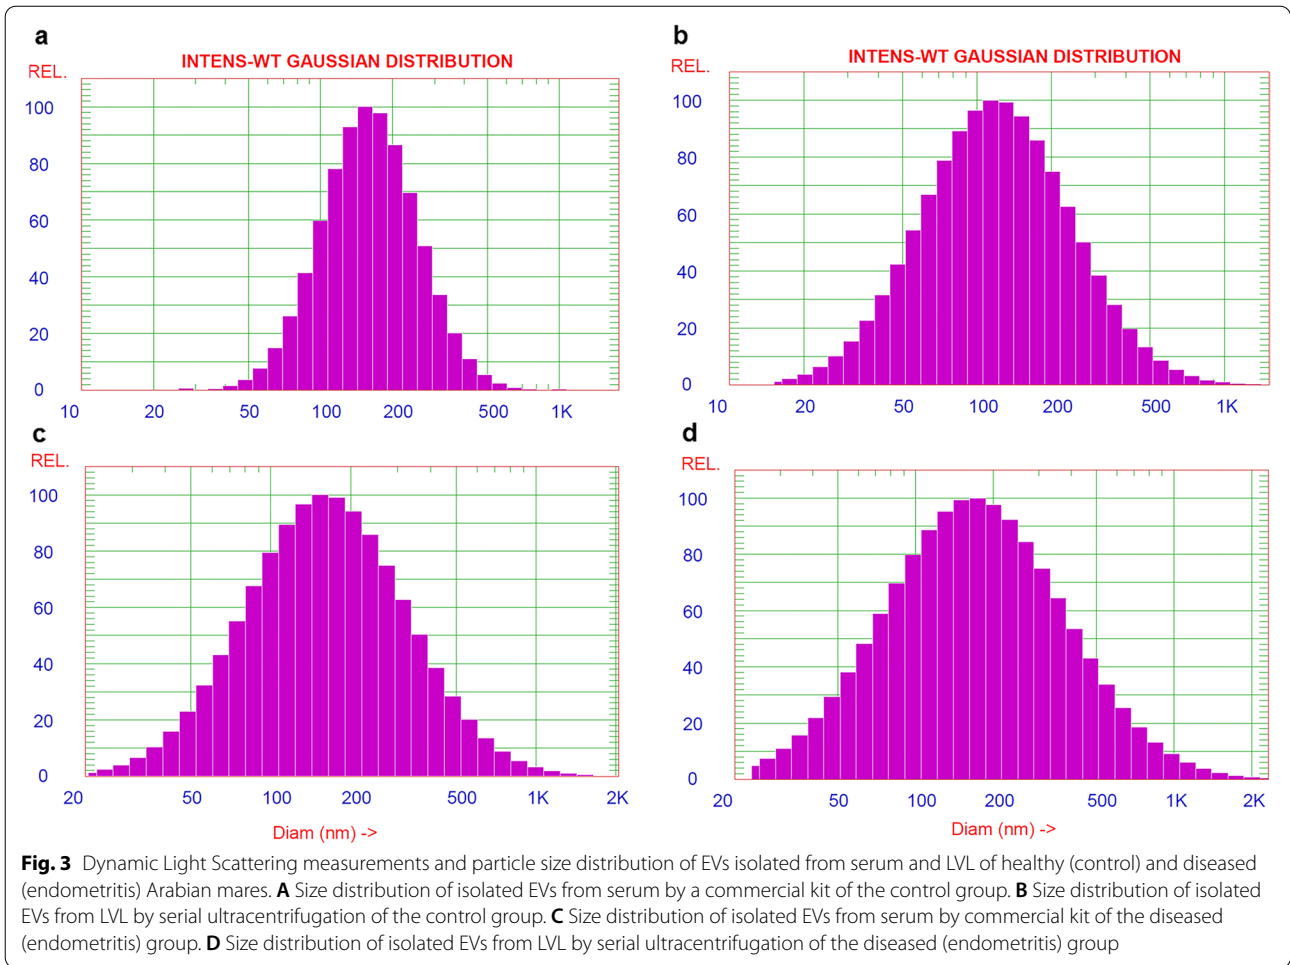 a
INTENS-WT GAUSSIAN DISTRIBUTION
REL.
100
80
60
40
20
0
10 20 50 100 200 500 1K
b
INTENS-WT GAUSSIAN DISTRIBUTION
REL.
100
80
60
40
20
0
10 20 50 100 200 500 1K
c
REL.
100
80
60
40
20
0
20 50 100 200 500 1K 2K
Diam (nm) ->
d
REL.
100
80
60
40
20
0
20 50 100 200 500 1K 2K
Diam (nm) ->
Fig. 3 Dynamic Light Scattering measurements and particle size distribution of EVs isolated from serum and LVL of healthy (control) and diseased
(endometritis) Arabian mares. A Size distribution of isolated EVs from serum by a commercial kit of the control group. B Size distribution of isolated
EVs from LVL by serial ultracentrifugation of the control group. C Size distribution of isolated EVs from serum by commercial kit of the diseased
(endometritis) group. D Size distribution of isolated EVs from LVL by serial ultracentrifugation of the diseased (endometritis) group